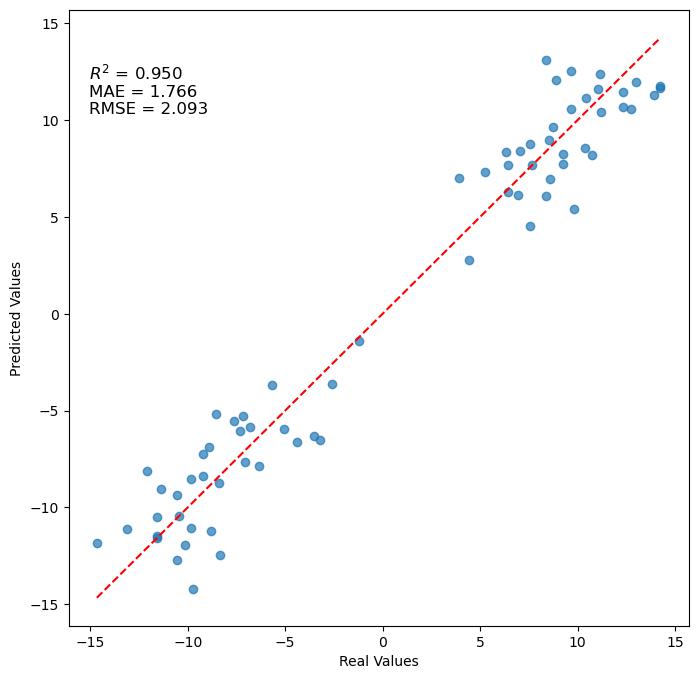 15
10
5
0
−5
−10
−15
Predicted Values
R² = 0.950
MAE = 1.766
RMSE = 2.093
−15 −10 −5 0 5 10 15
Real Values